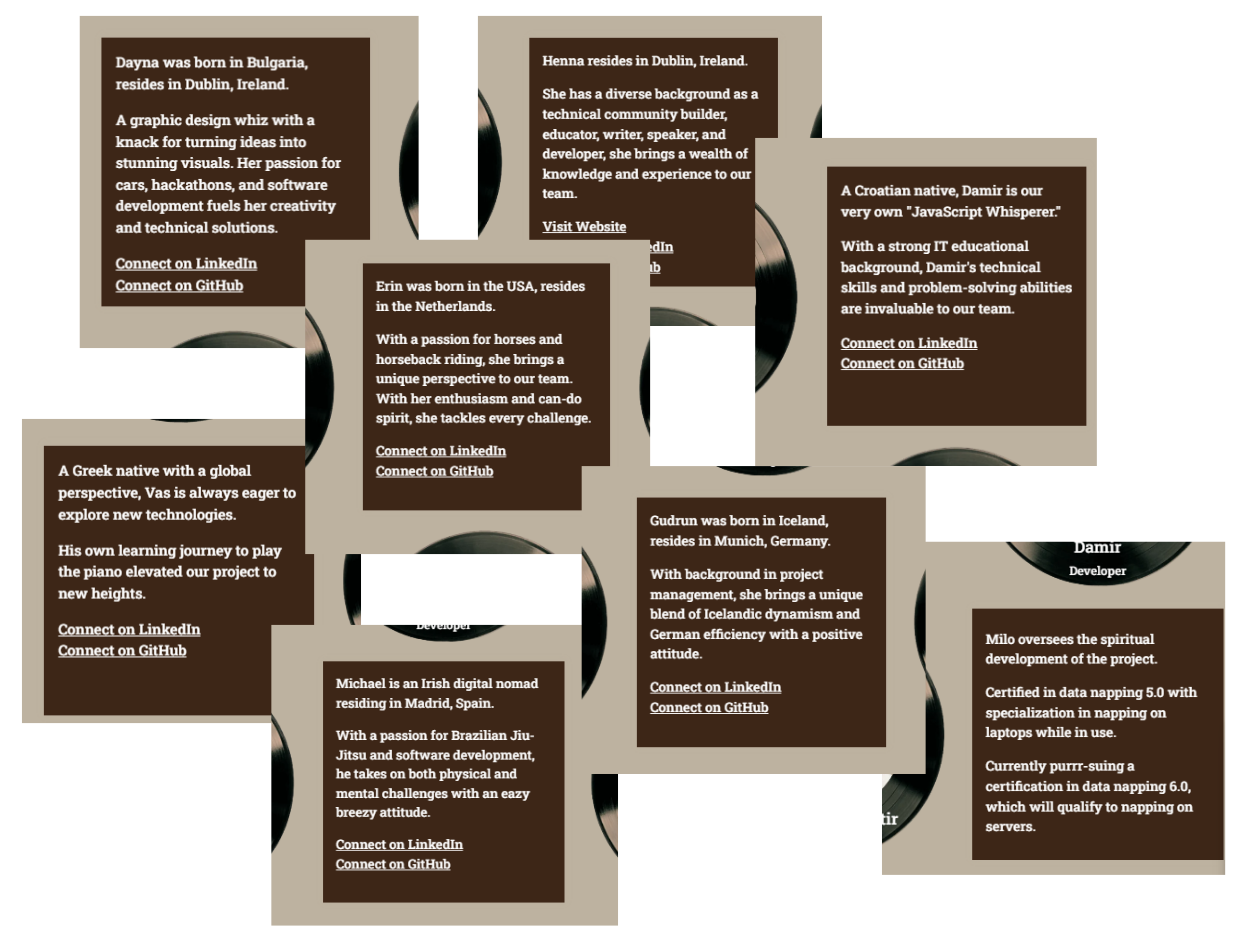 Dayna was born in Bulgaria,
resides in Dublin, Ireland.
A graphic design whiz with a
knack for turning ideas into
stunning visuals. Her passion for
cars, hackathons, and software
development fuels her creativity
and technical solutions.
Connect on LinkedIn
Connect on GitHub
Henna resides in Dublin, Ireland.
She has a diverse background as a
technical community builder,
educator, writer, speaker, and
developer, she brings a wealth of
knowledge and experience to our
team.
Visit Website
edIn
ub
A Croatian native, Damir is our
very own "JavaScript Whisperer."
With a strong IT educational
background, Damir's technical
skills and problem-solving abilities
are invaluable to our team.
Connect on LinkedIn
Connect on GitHub
Erin was born in the USA, resides
in the Netherlands.
With a passion for horses and
horseback riding, she brings a
unique perspective to our team.
With her enthusiasm and can-do
spirit, she tackles every challenge.
Connect on LinkedIn
Connect on GitHub
A Greek native with a global
perspective, Vas is always eager to
explore new technologies.
His own learning journey to play
the piano elevated our project to
new heights.
Connect on LinkedIn
Connect on GitHub
Gudrun was born in Iceland,
resides in Munich, Germany.
With background in project
management, she brings a unique
blend of Icelandic dynamism and
German efficiency with a positive
attitude.
Connect on LinkedIn
Connect on GitHub
Developer
Michael is an Irish digital nomad
residing in Madrid, Spain.
With a passion for Brazilian Jiu-
Jitsu and software development,
he takes on both physical and
mental challenges with an eazy
breezy attitude.
Connect on LinkedIn
Connect on GitHub
Damir
Developer
Milo oversees the spiritual
development of the project.
Certified in data napping 5.0 with
specialization in napping on
laptops while in use.
Currently purrr-suing a
certification in data napping 6.0,
which will qualify to napping on
servers.